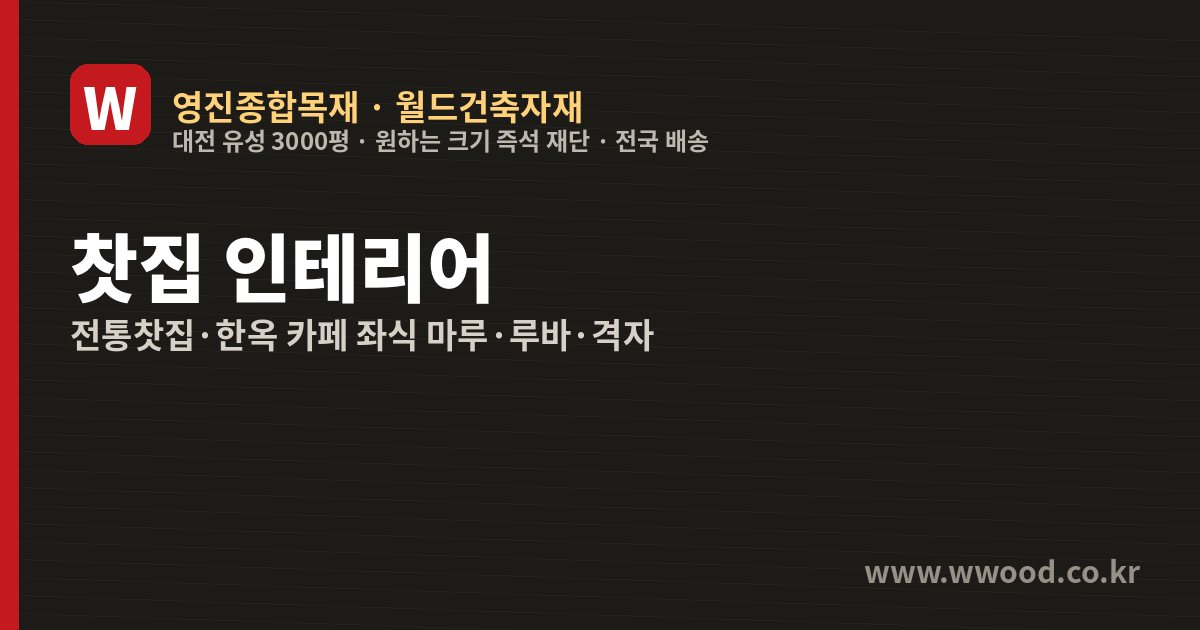 W
영진종합목재 · 월드건축자재
대전 유성 3000평 · 원하는 크기 즉석 재단 · 전국 배송
찻집 인테리어
전통찻집·한옥 카페 좌식 마루·루바·격자
www.wwood.co.kr